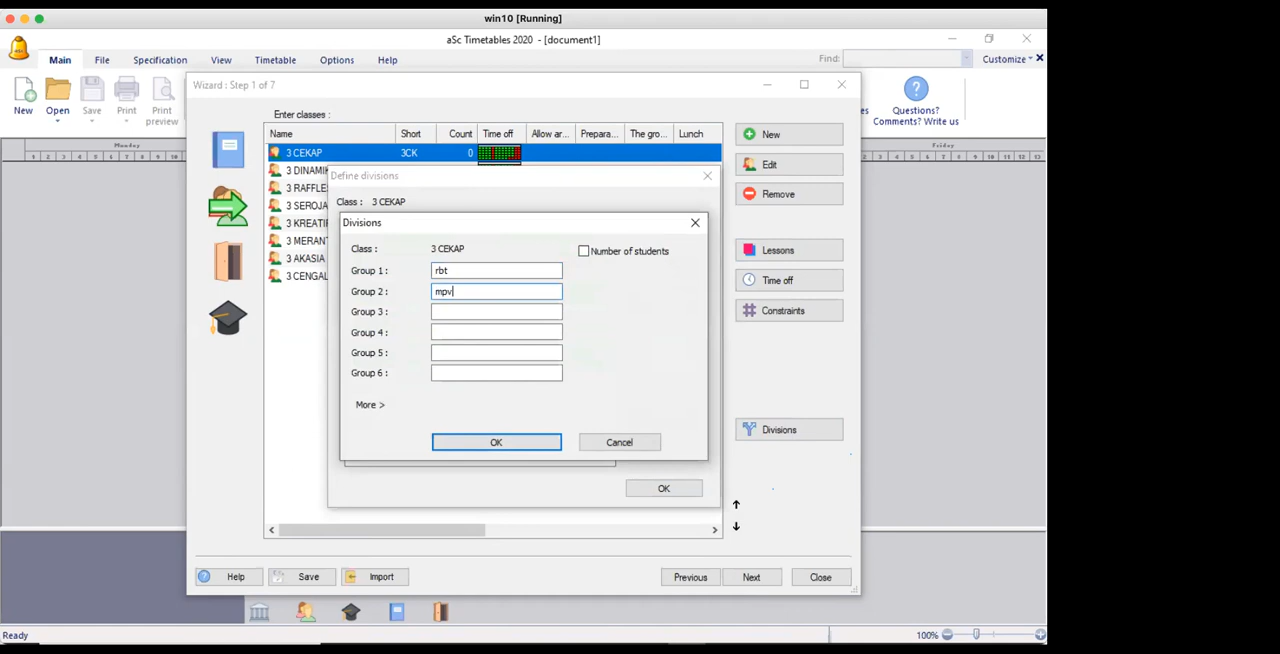 win10 [Running]
aSc Timetables 2020 - [document1]
Main File Specification View Timetable Options Help Find: Customize
New Open Save Print Print preview
Questions? Comments? Write us
Monday Friday
Wizard : Step 1 of 7
Enter classes :
Name Short Count Time off Allow ar... Prepara... The gro... Lunch
3 CEKAP 3CK 0
3 DINAMI
3 RAFFLE
3 SEROJA
3 KREATI
3 MERAN
3 AKASIA
3 CENGAL
New
Edit
Remove
Lessons
Time off
Constraints
Divisions
Define divisions
Class : 3 CEKAP
Divisions
Class : 3 CEKAP Number of students
Group 1 : rbt
Group 2 : mpv
Group 3 :
Group 4 :
Group 5 :
Group 6 :
More >
OK Cancel
OK
Help Save Import Previous Next Close
Ready 100%